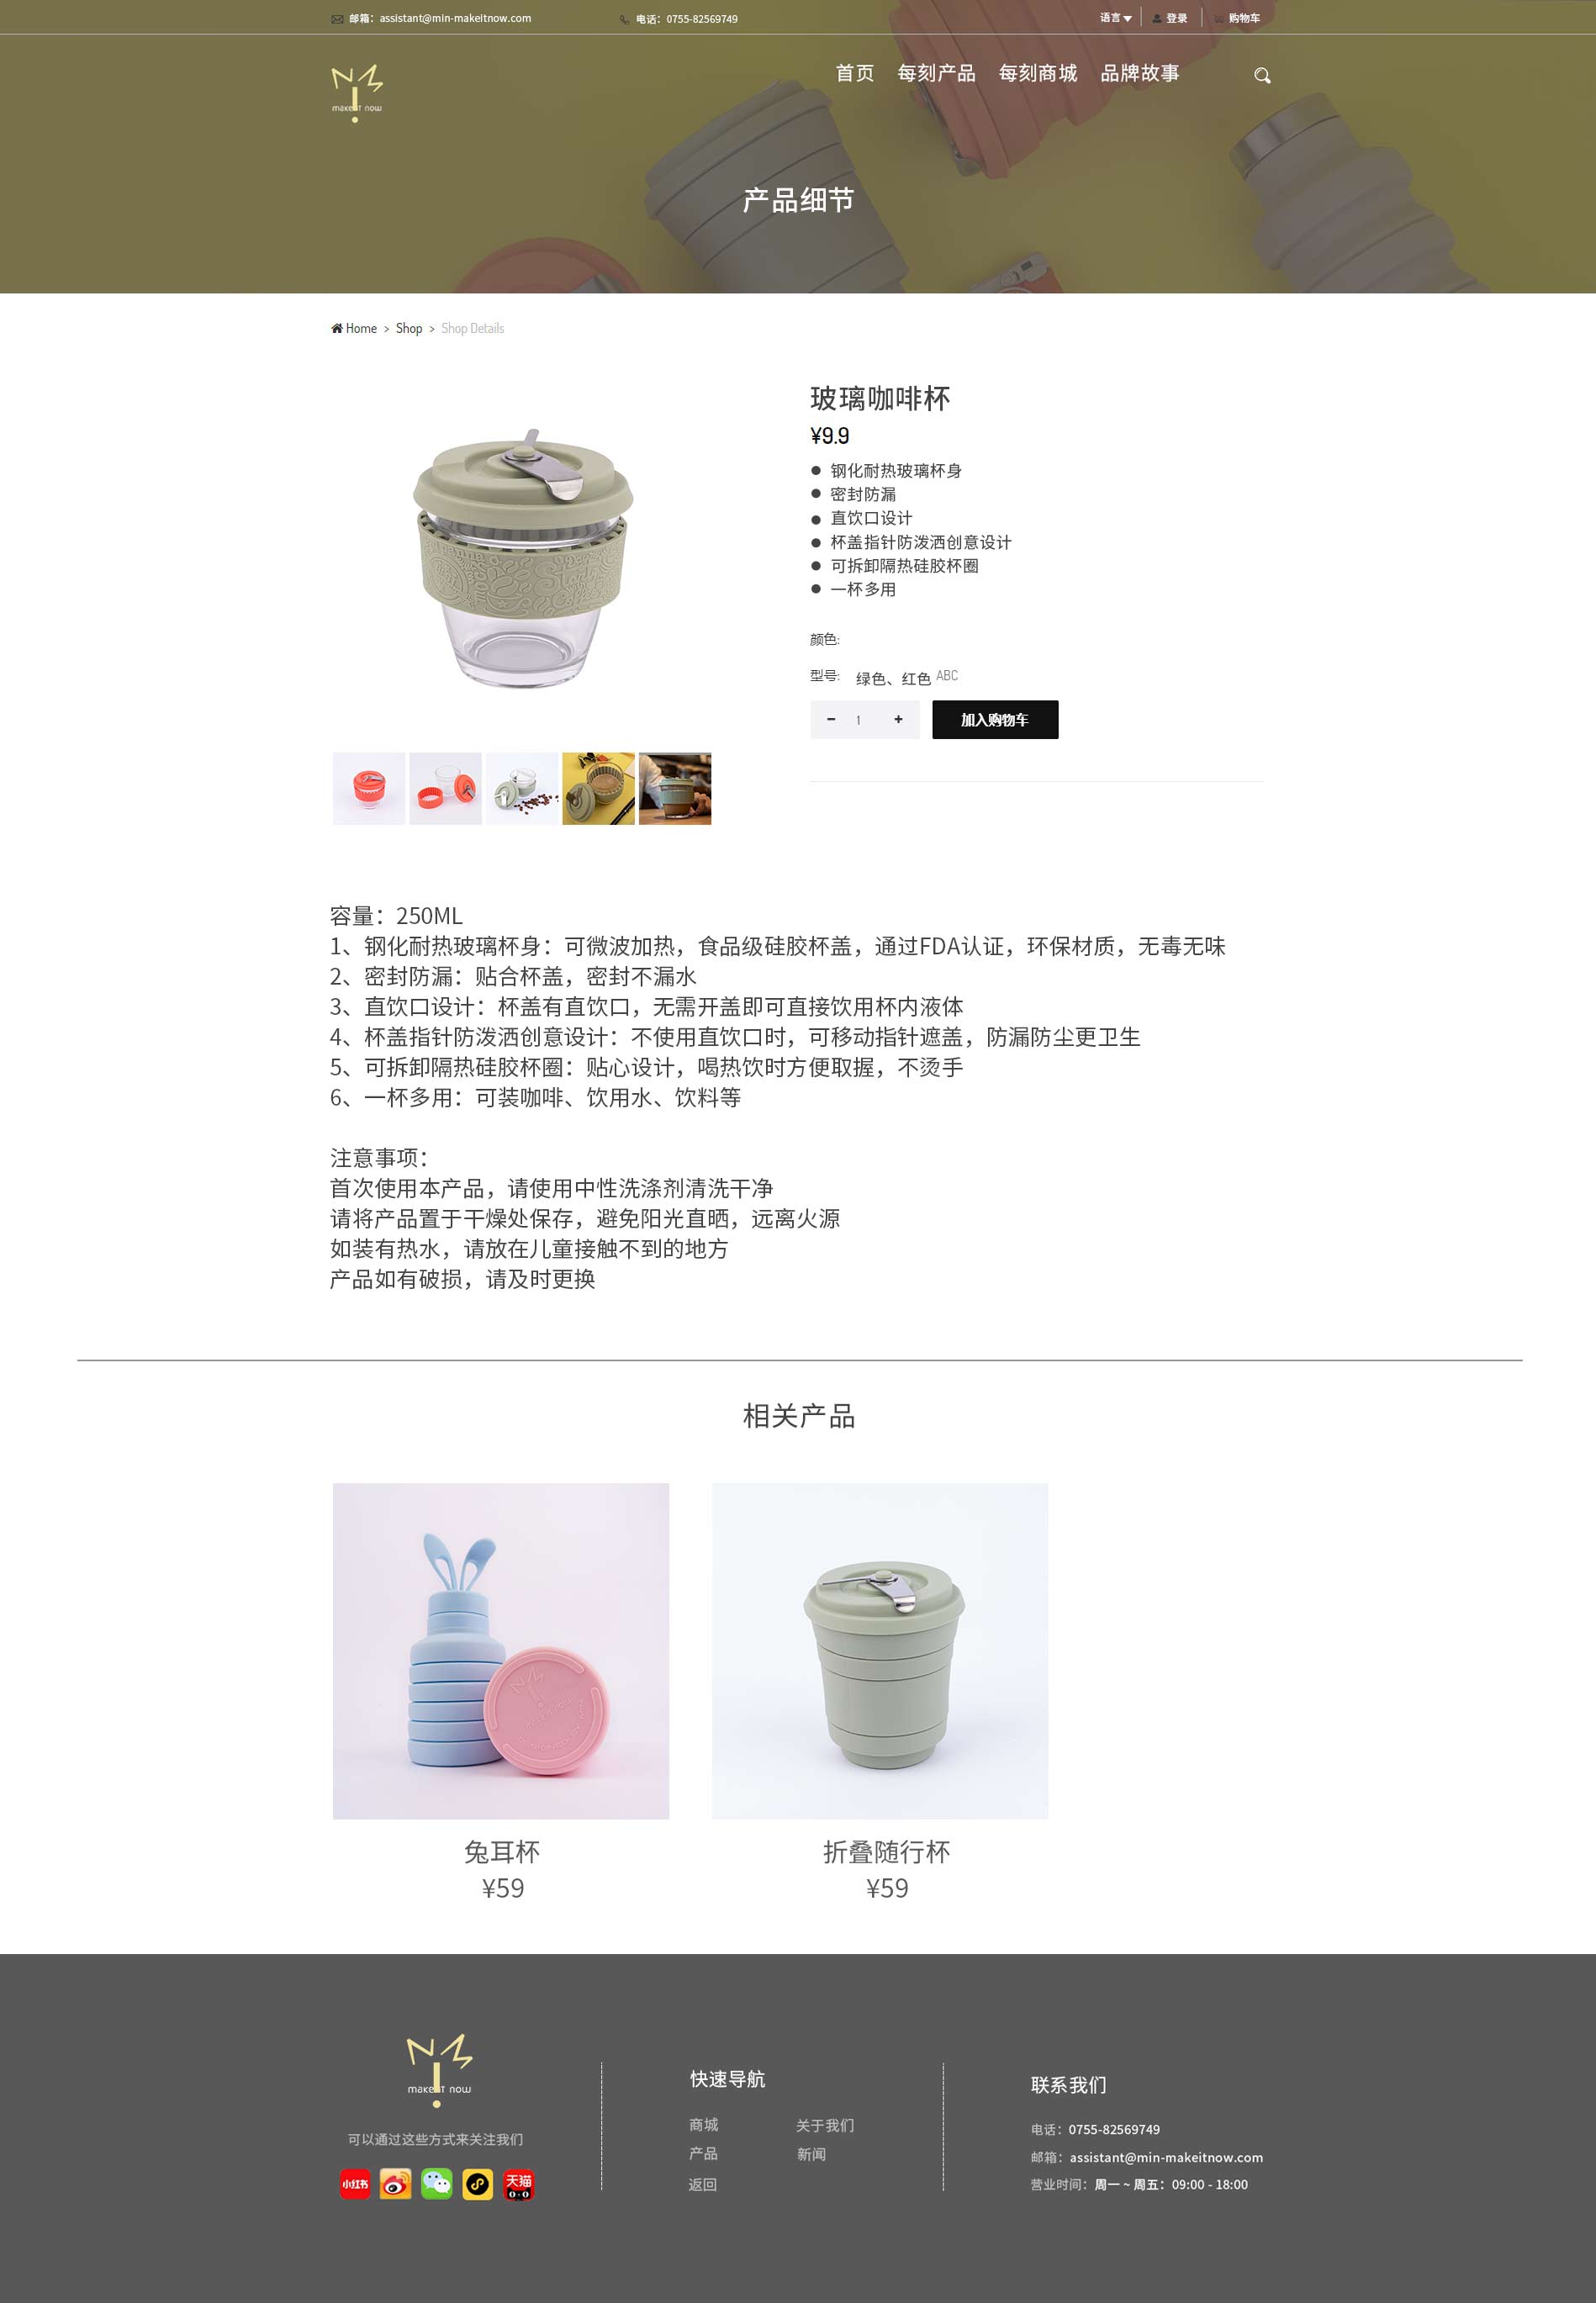 邮箱：assistant@min-makeitnow.com
电话：0755-82569749
语言
登录
购物车
make it now
首页 每刻产品 每刻商城 品牌故事
产品细节
Home > Shop > Shop Details
玻璃咖啡杯
¥9.9
钢化耐热玻璃杯身
密封防漏
直饮口设计
杯盖指针防泼洒创意设计
可拆卸隔热硅胶杯圈
一杯多用
颜色:
型号: 绿色、红色 ABC
- 1 + 加入购物车
容量：250ML
1、钢化耐热玻璃杯身：可微波加热，食品级硅胶杯盖，通过FDA认证，环保材质，无毒无味
2、密封防漏：贴合杯盖，密封不漏水
3、直饮口设计：杯盖有直饮口，无需开盖即可直接饮用杯内液体
4、杯盖指针防泼洒创意设计：不使用直饮口时，可移动指针遮盖，防漏防尘更卫生
5、可拆卸隔热硅胶杯圈：贴心设计，喝热饮时方便取握，不烫手
6、一杯多用：可装咖啡、饮用水、饮料等
注意事项：
首次使用本产品，请使用中性洗涤剂清洗干净
请将产品置于干燥处保存，避免阳光直晒，远离火源
如装有热水，请放在儿童接触不到的地方
产品如有破损，请及时更换
相关产品
兔耳杯
¥59
折叠随行杯
¥59
make it now
可以通过这些方式来关注我们
小红书
天猫
快速导航
商城
关于我们
产品
新闻
返回
联系我们
电话：0755-82569749
邮箱：assistant@min-makeitnow.com
营业时间：周一 ~ 周五：09:00 - 18:00